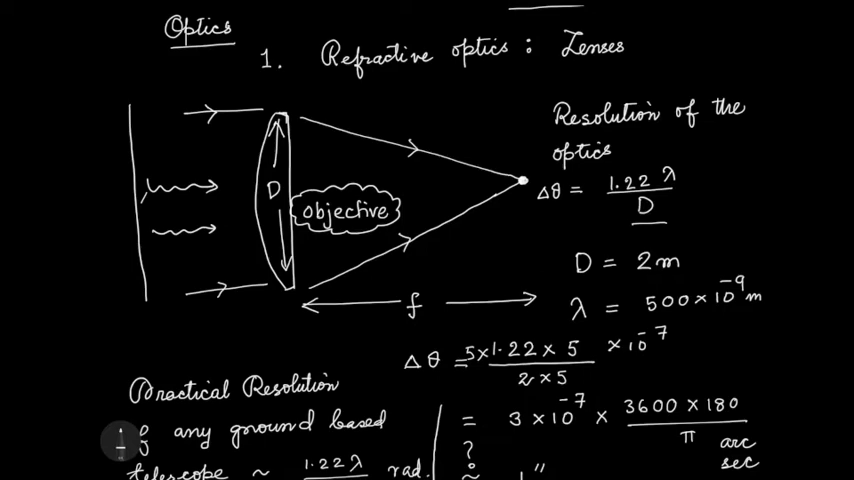 Optics
1. Refractive optics : Lenses
Resolution of the
optics
D
objective
f
Δθ = 1.22 λ / D
D = 2m
λ = 500 × 10⁻⁹ m
Δθ = 5 × 1.22 × 5 / 2 × 5 × 10⁻⁷
= 3 × 10⁻⁷ × 3600 × 180 / π arc
sec
?
~ 1"
Practical Resolution
of any ground based
telescope ~ 1.22 λ rad.